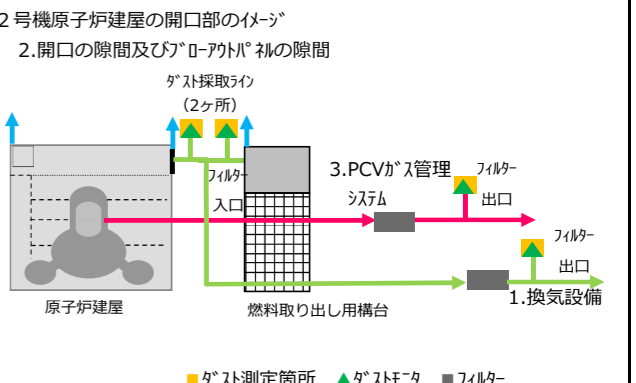 2号機原子炉建屋の開口部のｲﾒｰｼﾞ
2.開口の隙間及びﾌﾞﾛｰｱｳﾄﾊﾟﾈﾙの隙間
ﾀﾞｽﾄ採取ﾗｲﾝ
（2ヶ所）
3.PCVｶﾞｽ管理
ｼｽﾃﾑ
ﾌｨﾙﾀｰ
出口
ﾌｨﾙﾀｰ
入口
ﾌｨﾙﾀｰ
出口
1.換気設備
原子炉建屋
燃料取り出し用構台
■ﾀﾞｽﾄ測定箇所 ▲ﾀﾞｽﾄﾓﾆﾀ ■ﾌｨﾙﾀｰ